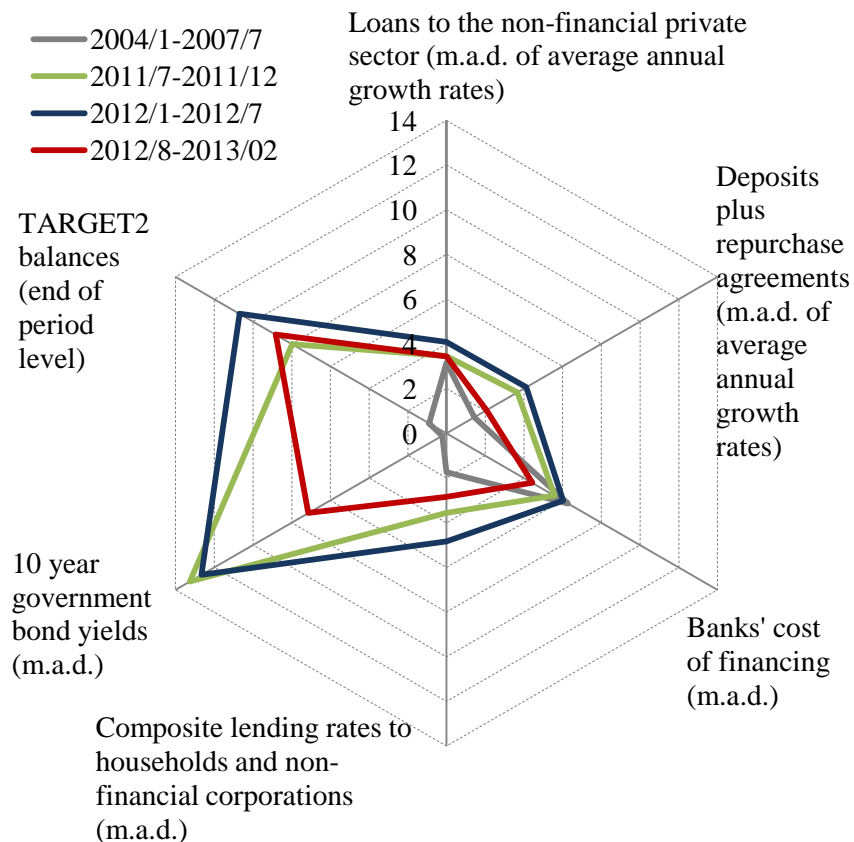 2004/1-2007/7
2011/7-2011/12
2012/1-2012/7
2012/8-2013/02
Loans to the non-financial private
sector (m.a.d. of average annual
growth rates)
14
12
10
8
6
4
2
0
Deposits
plus
repurchase
agreements
(m.a.d. of
average
annual
growth
rates)
Banks' cost
of financing
(m.a.d.)
Composite lending rates to
households and non-
financial corporations
(m.a.d.)
10 year
government
bond yields
(m.a.d.)
TARGET2
balances
(end of
period
level)